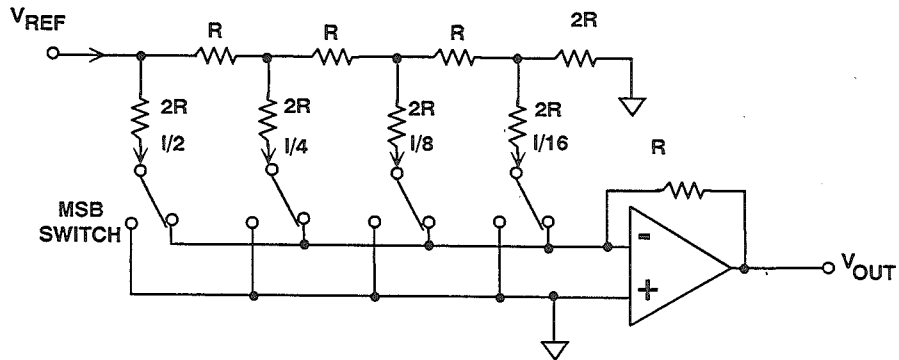 VREF
R
R
R
2R
2R
2R
2R
2R
I/2
I/4
I/8
I/16
R
MSB
SWITCH
-
+
VOUT